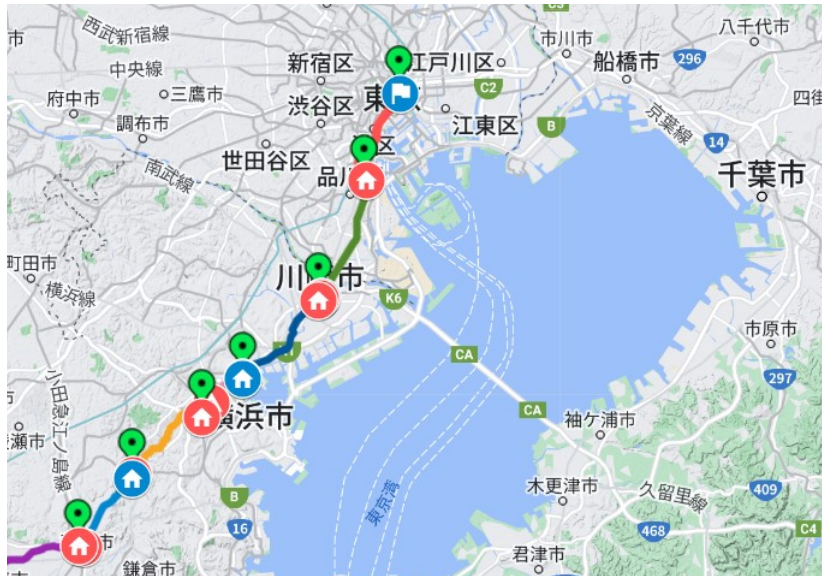 西武新宿線
八千代市
市
新宿区
江戸川区
市川市
船橋市
296
中央線
三鷹市
府中市
東
C2
四街
渋谷区
江東区
B
京葉線
調布市
区
14
世田谷区
品川
千葉市
南武線
町田市
横浜線
川崎市
K6
市原市
CA
297
小田急江ノ島線
CA
横浜市
袖ケ浦市
綾瀬市
木更津市
久留里線
409
B
東京湾
16
468
C4
市
鎌倉市
君津市